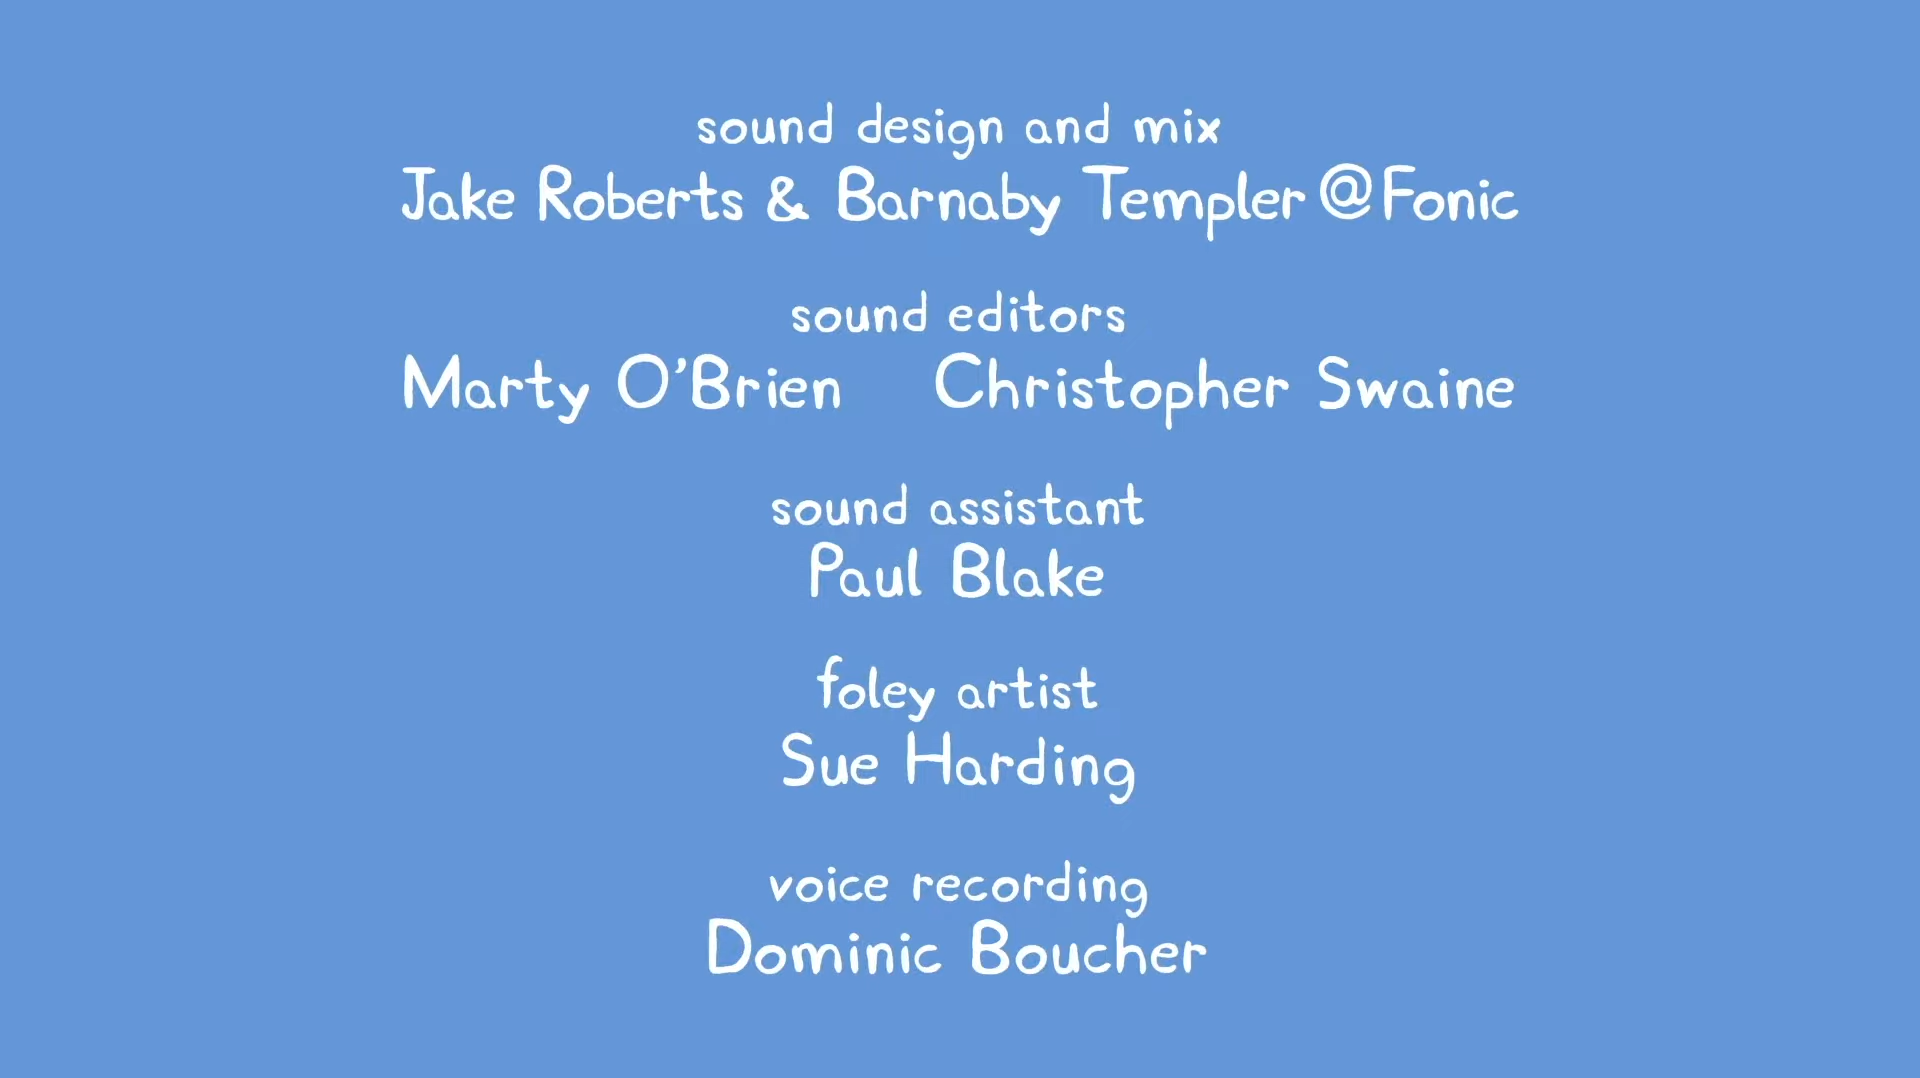 sound design and mix
Jake Roberts & Barnaby Templer @Fonic
sound editors
Marty O'Brien Christopher Swaine
sound assistant
Paul Blake
foley artist
Sue Harding
voice recording
Dominic Boucher